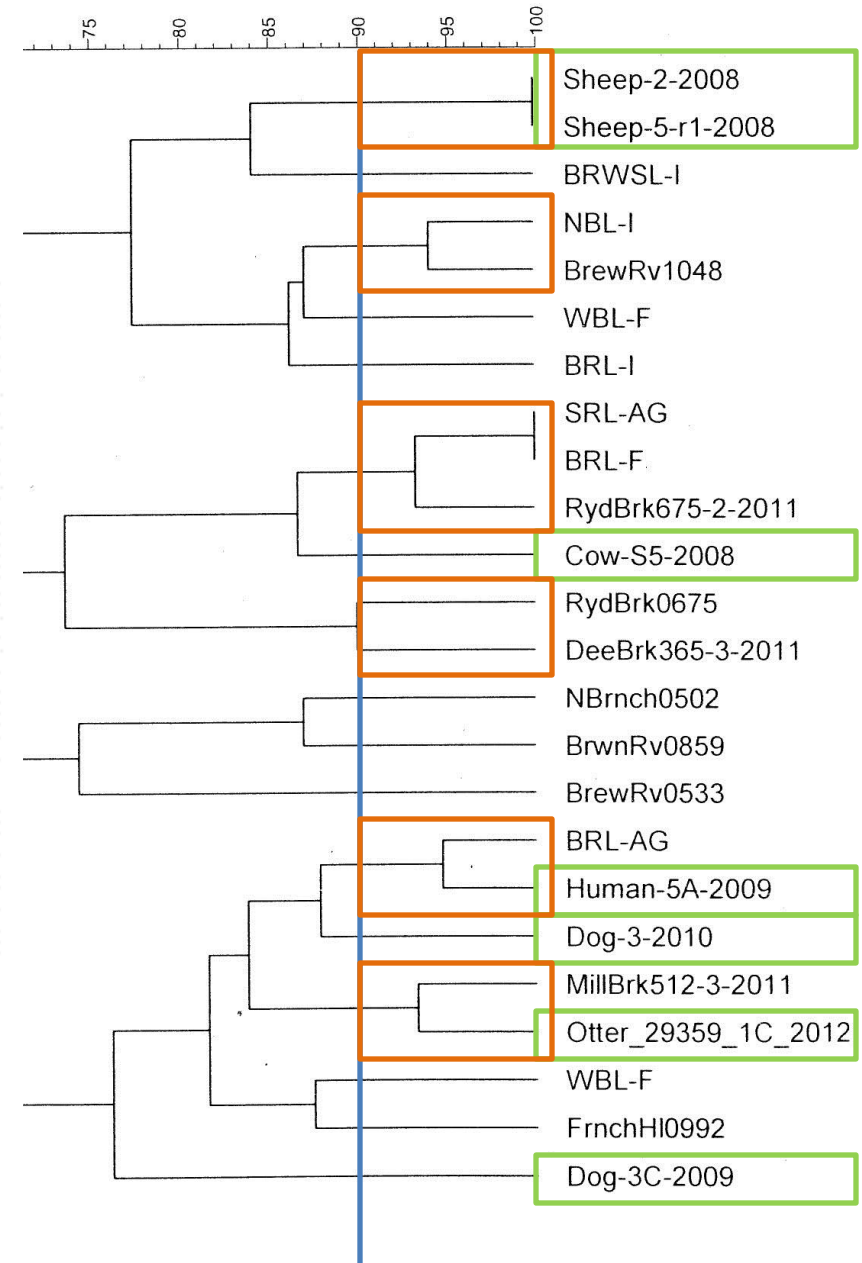 75
80
85
90
95
100
Sheep-2-2008
Sheep-5-r1-2008
BRWSL-I
NBL-I
BrewRv1048
WBL-F
BRL-I
SRL-AG
BRL-F
RydBrk675-2-2011
Cow-S5-2008
RydBrk0675
DeeBrk365-3-2011
NBrnch0502
BrwnRv0859
BrewRv0533
BRL-AG
Human-5A-2009
Dog-3-2010
MillBrk512-3-2011
Otter_29359_1C_2012
WBL-F
FrnchHl0992
Dog-3C-2009